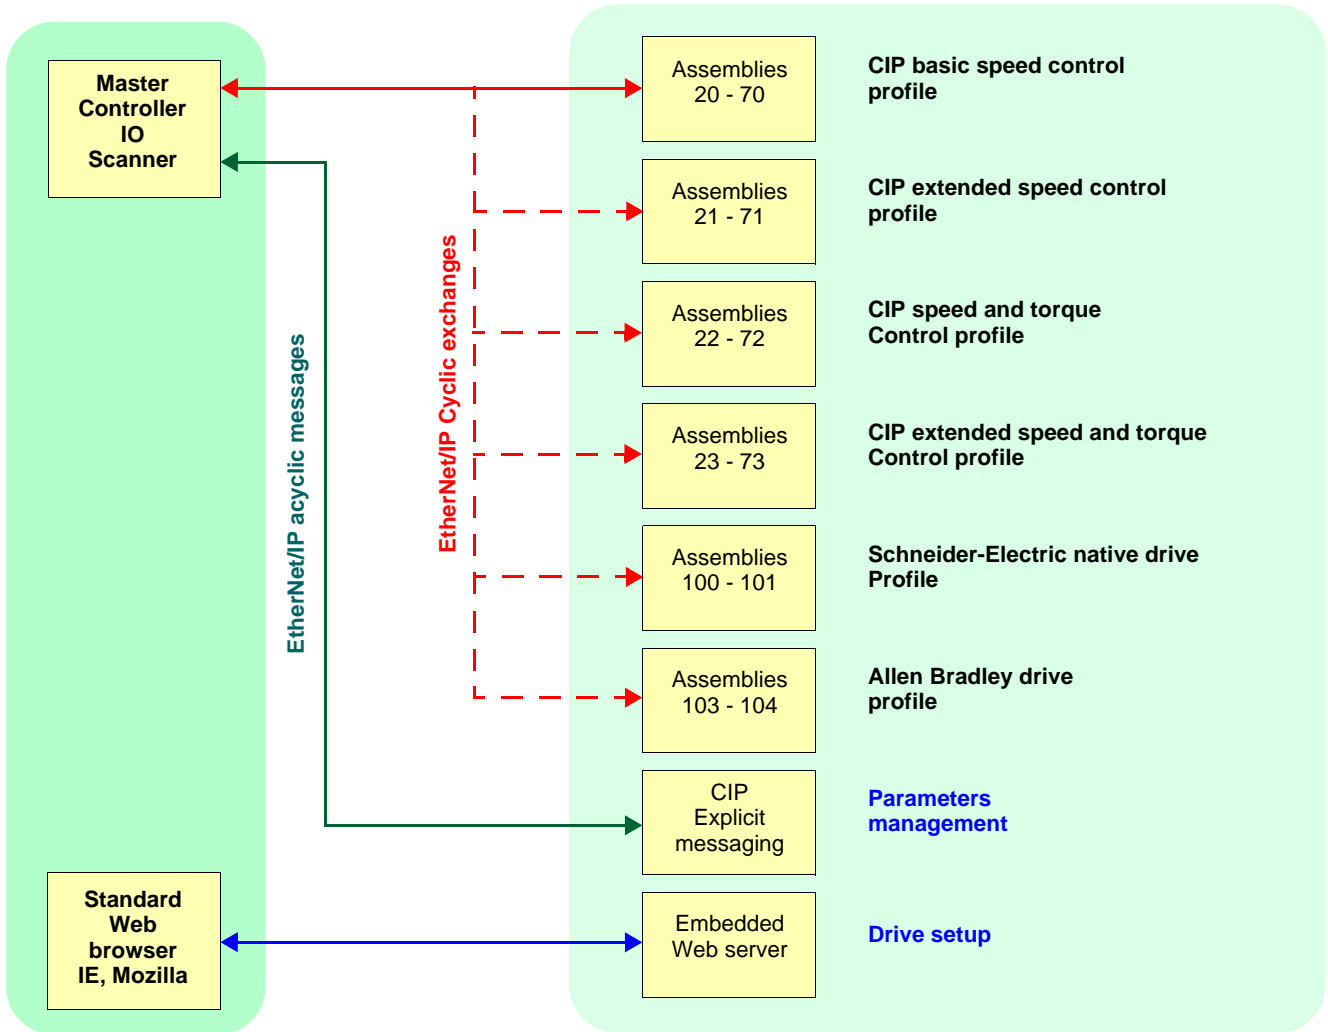 Master
Controller
IO
Scanner
Assemblies
20 - 70
CIP basic speed control
profile
Assemblies
21 - 71
CIP extended speed control
profile
Assemblies
22 - 72
CIP speed and torque
Control profile
Assemblies
23 - 73
CIP extended speed and torque
Control profile
Assemblies
100 - 101
Schneider-Electric native drive
Profile
Assemblies
103 - 104
Allen Bradley drive
profile
EtherNet/IP acyclic messages
EtherNet/IP Cyclic exchanges
CIP
Explicit
messaging
Parameters
management
Standard
Web
browser
IE, Mozilla
Embedded
Web server
Drive setup